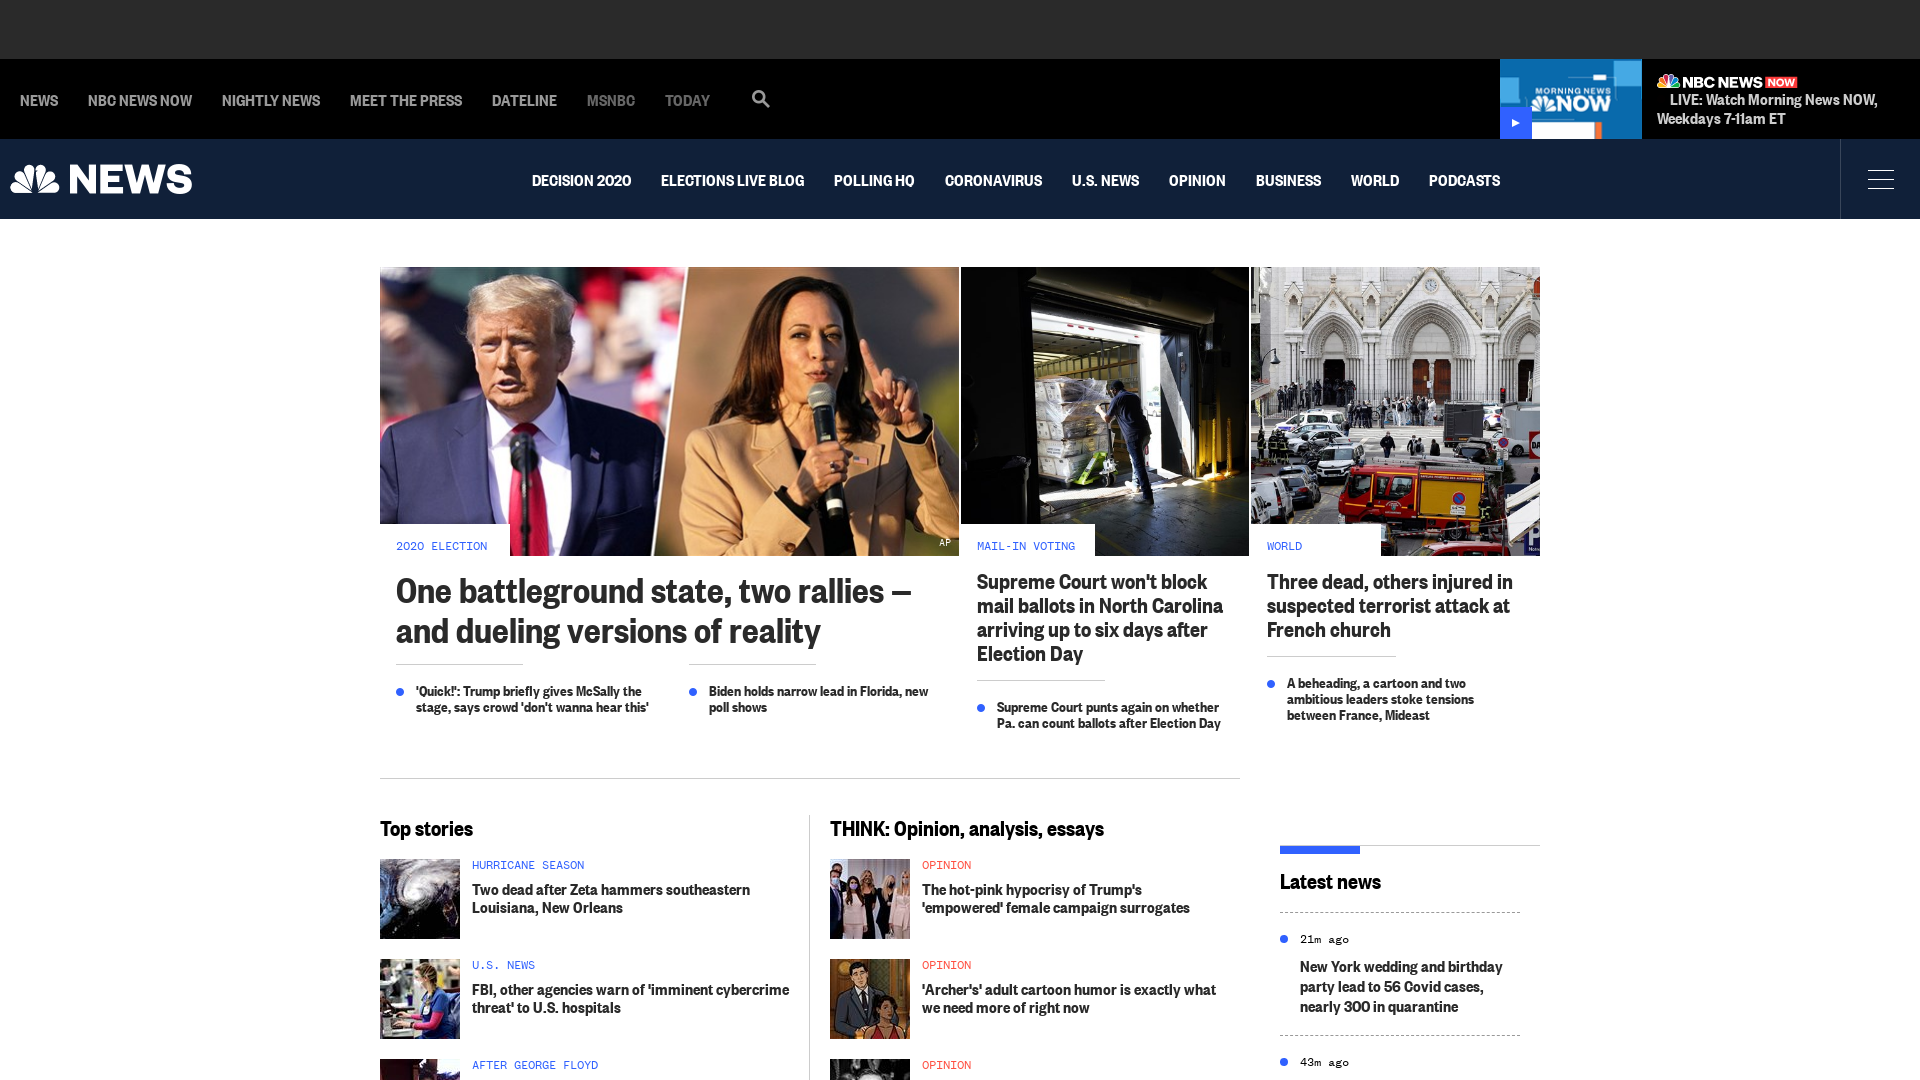 NEWS NBC NEWS NOW NIGHTLY NEWS MEET THE PRESS DATELINE MSNBC TODAY
MORNING NEWS
NOW
NBC NEWS NOW
LIVE: Watch Morning News NOW,
Weekdays 7-11am ET
NEWS
DECISION 2020 ELECTIONS LIVE BLOG POLLING HQ CORONAVIRUS U.S. NEWS OPINION BUSINESS WORLD PODCASTS
AP
2020 ELECTION
One battleground state, two rallies —
and dueling versions of reality
'Quick!': Trump briefly gives McSally the
stage, says crowd 'don't wanna hear this'
Biden holds narrow lead in Florida, new
poll shows
MAIL-IN VOTING
Supreme Court won't block
mail ballots in North Carolina
arriving up to six days after
Election Day
Supreme Court punts again on whether
Pa. can count ballots after Election Day
WORLD
Three dead, others injured in
suspected terrorist attack at
French church
A beheading, a cartoon and two
ambitious leaders stoke tensions
between France, Mideast
Top stories
HURRICANE SEASON
Two dead after Zeta hammers southeastern
Louisiana, New Orleans
U.S. NEWS
FBI, other agencies warn of 'imminent cybercrime
threat' to U.S. hospitals
AFTER GEORGE FLOYD
THINK: Opinion, analysis, essays
OPINION
The hot-pink hypocrisy of Trump's
'empowered' female campaign surrogates
OPINION
'Archer's' adult cartoon humor is exactly what
we need more of right now
OPINION
Latest news
21m ago
New York wedding and birthday
party lead to 56 Covid cases,
nearly 300 in quarantine
43m ago